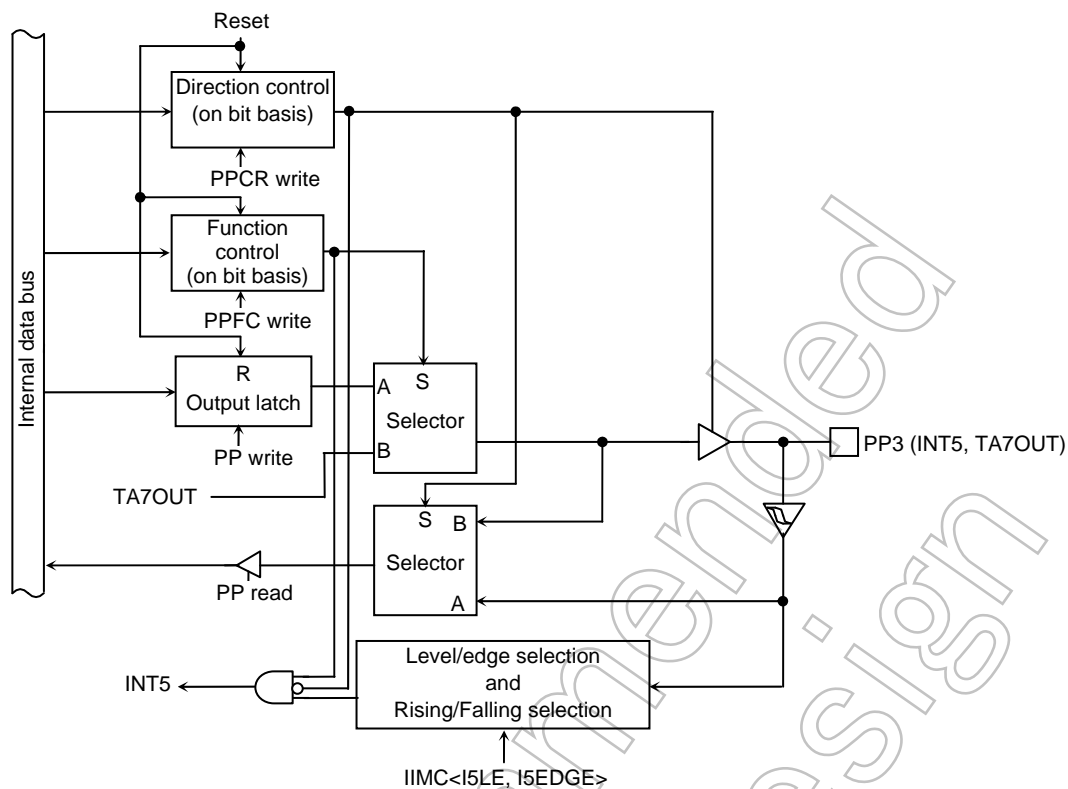 Reset
Direction control
(on bit basis)
PPCR write
Function
control
(on bit basis)
PPFC write
Internal data bus
R
Output latch
PP write
TA7OUT
A
S
Selector
B
PP3 (INT5, TA7OUT)
S
B
Selector
A
PP read
Level/edge selection
and
Rising/Falling selection
INT5
IIMC<I5LE, I5EDGE>